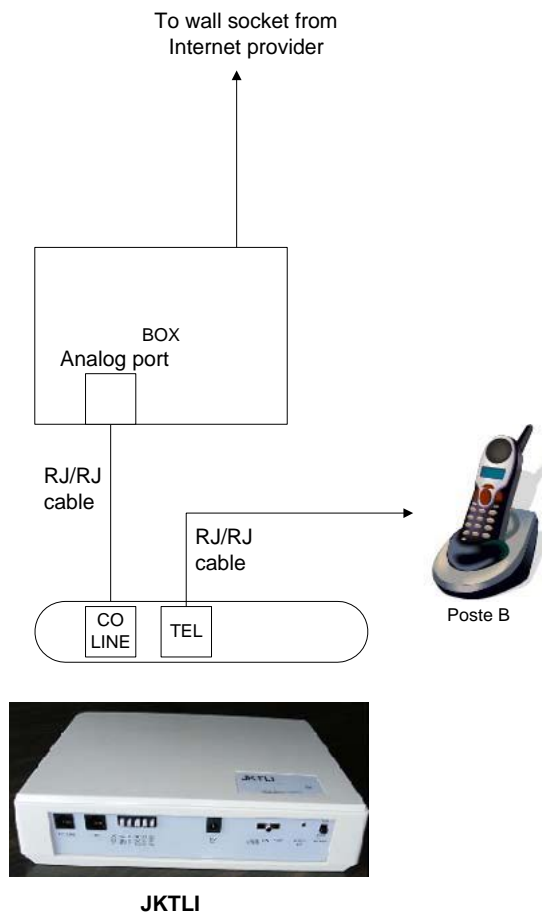 To wall socket from
Internet provider
BOX
Analog port
RJ/RJ
cable
RJ/RJ
cable
CO
LINE
TEL
Poste B
JKTLI
JKTLI